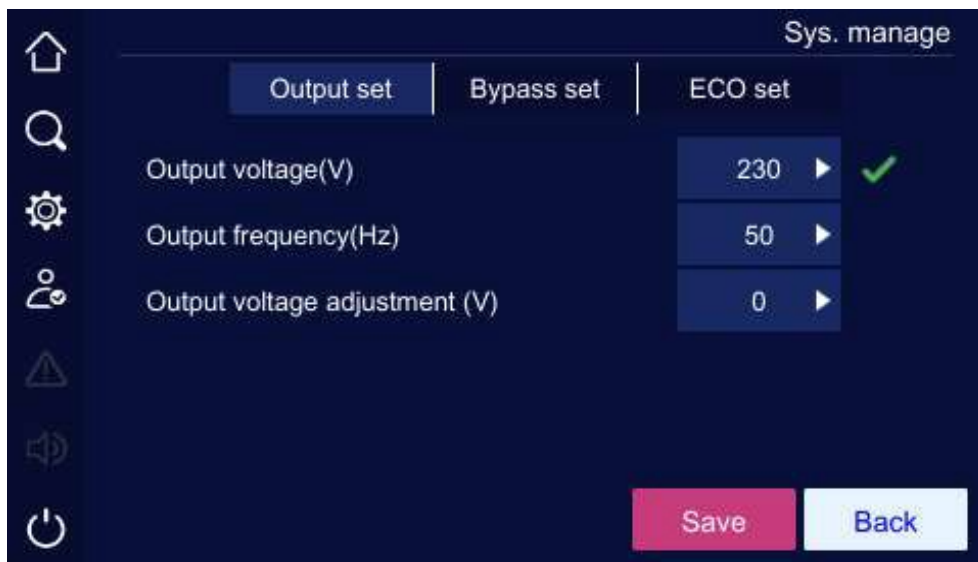 Sys. manage
Output set Bypass set ECO set
Output voltage(V) 230
Output frequency(Hz) 50
Output voltage adjustment (V) 0
Save Back